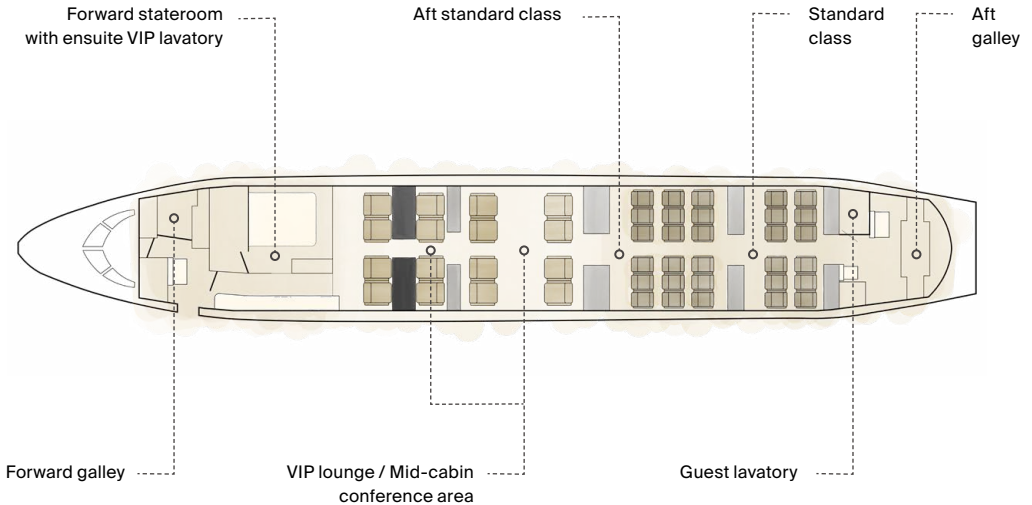 Forward stateroom
with ensuite VIP lavatory
Aft standard class
Standard
class
Aft
galley
Forward galley
VIP lounge / Mid-cabin
conference area
Guest lavatory